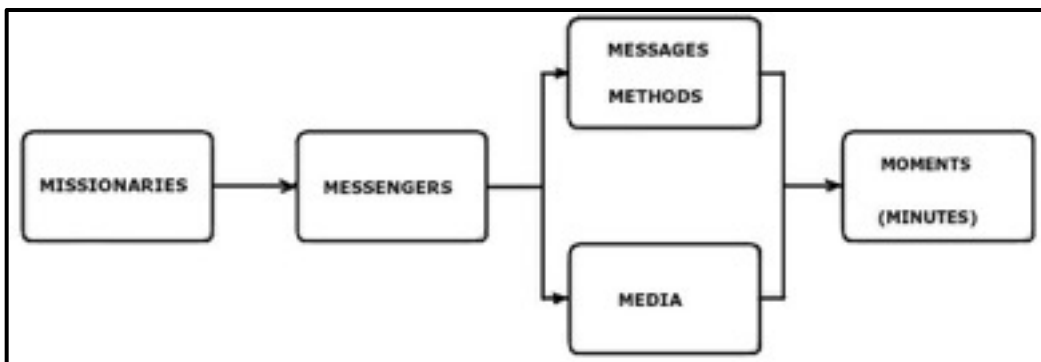 MISSIONARIES
MESSENGERS
MESSAGES
METHODS
MEDIA
MOMENTS
(MINUTES)